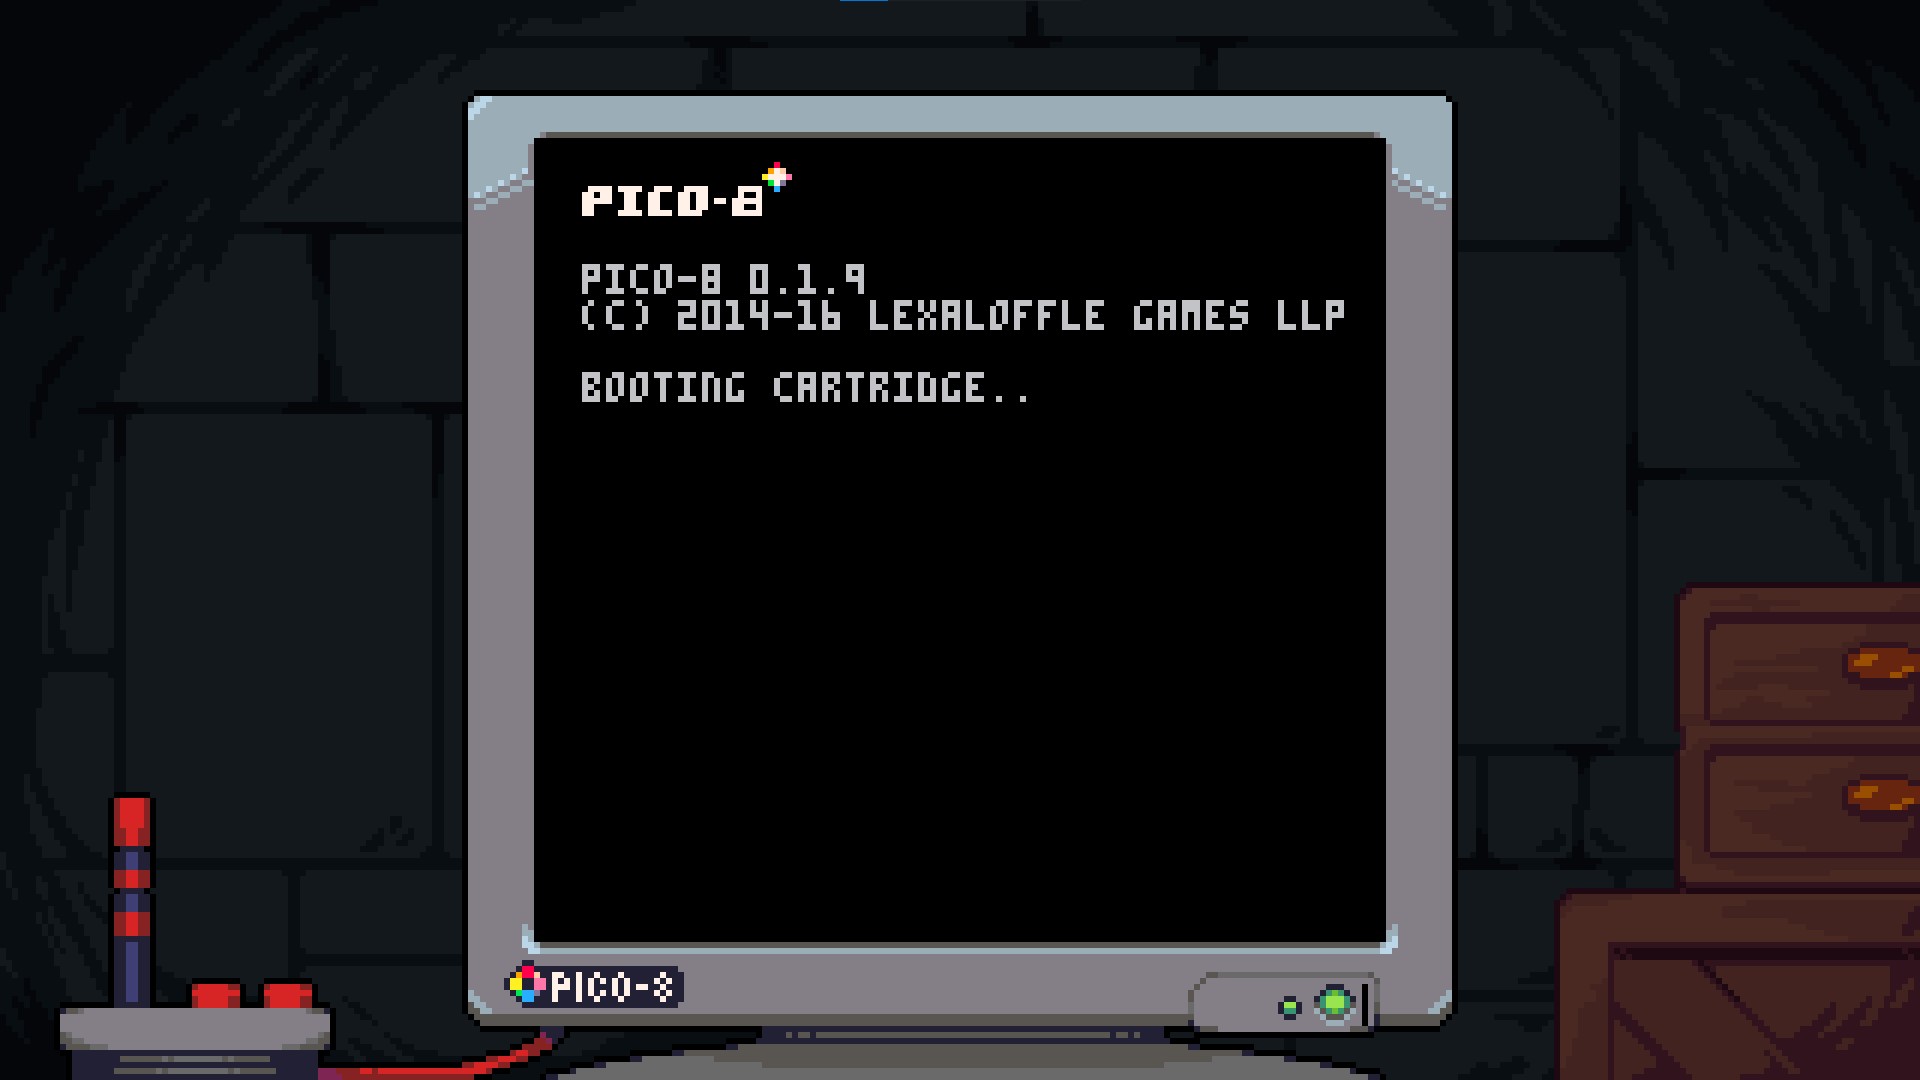 PICO-8
PICO-8 0.1.9
(C) 2014-16 LEXALOFFLE GAMES LLP
BOOTING CARTRIDGE..
PICO-8